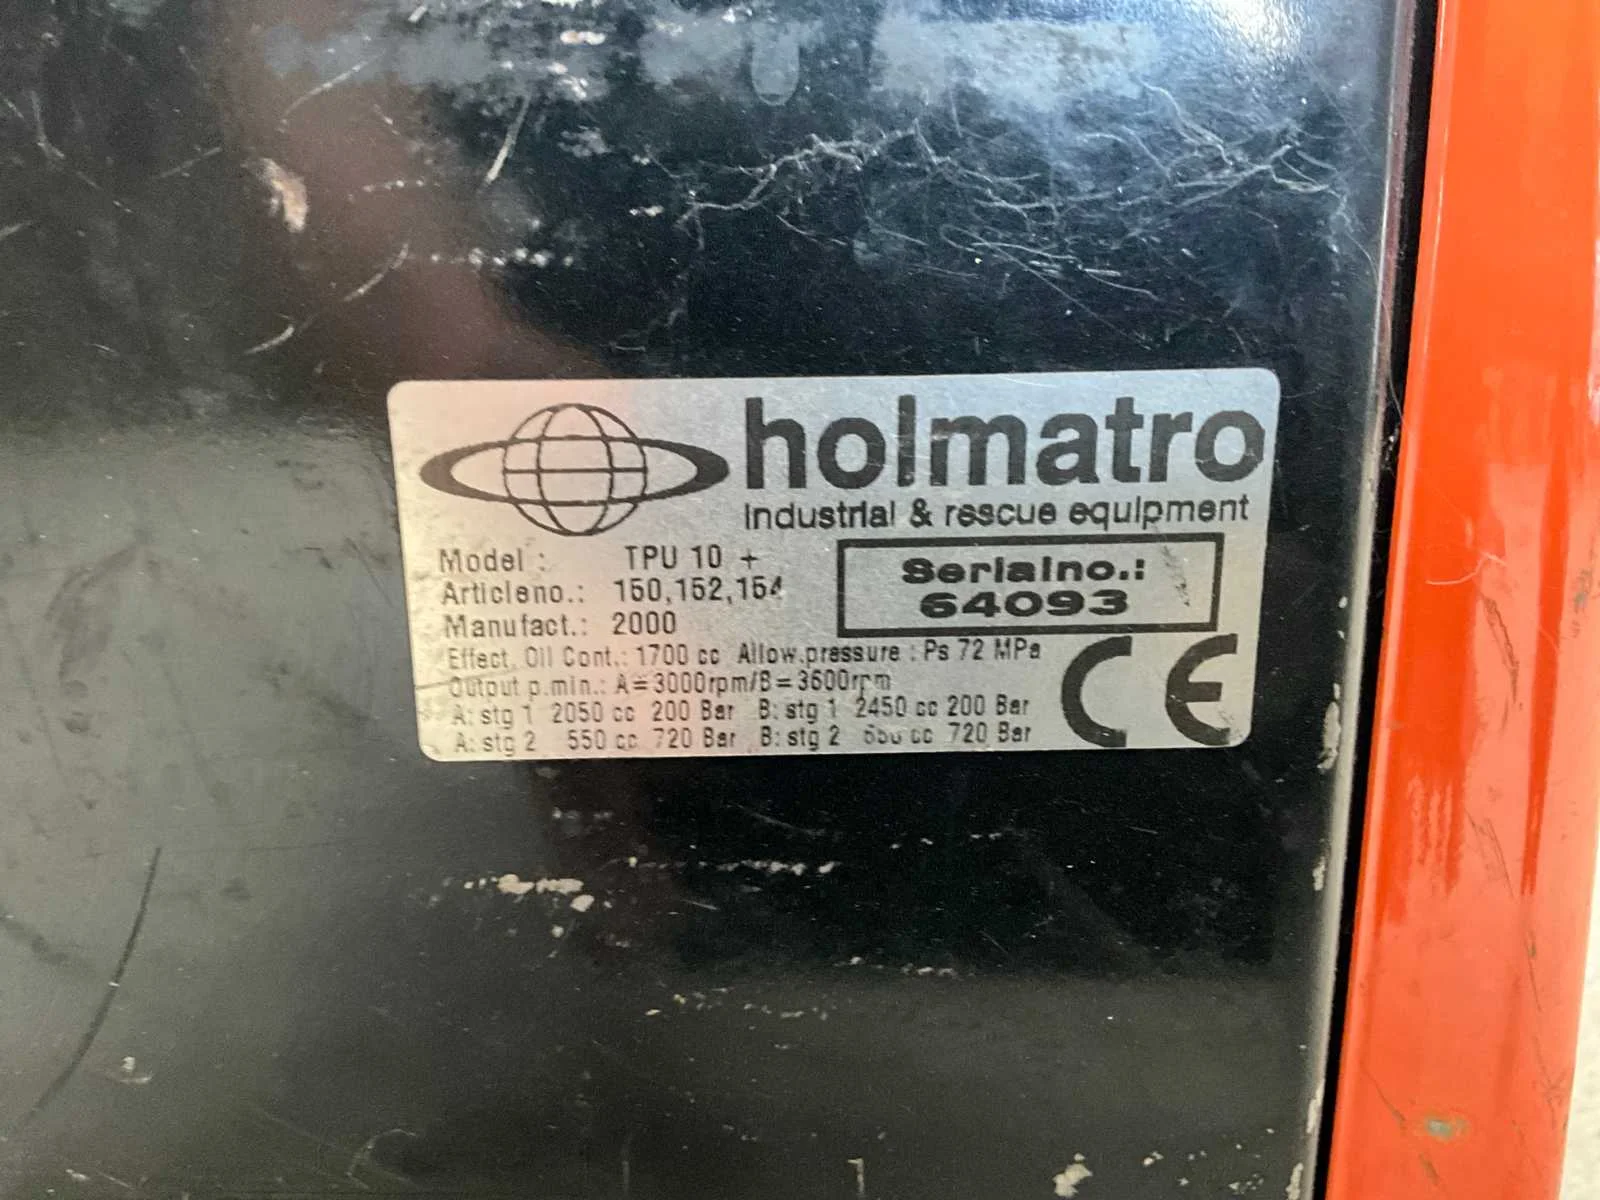 holmatro
Industrial & rescue equipment
Model : TPU 10 +
Articleno.: 150,152,154
Serialno.:
64093
Manufact.: 2000
Effect. Oil Cont.: 1700 cc Allow.pressure : Ps 72 MPa
Output p.min.: A=3000rpm/B=3600rpm
A: stg 1 2050 cc 200 Bar B: stg 1 2450 cc 200 Bar
A: stg 2 550 cc 720 Bar B: stg 2 cc 720 Bar
CE